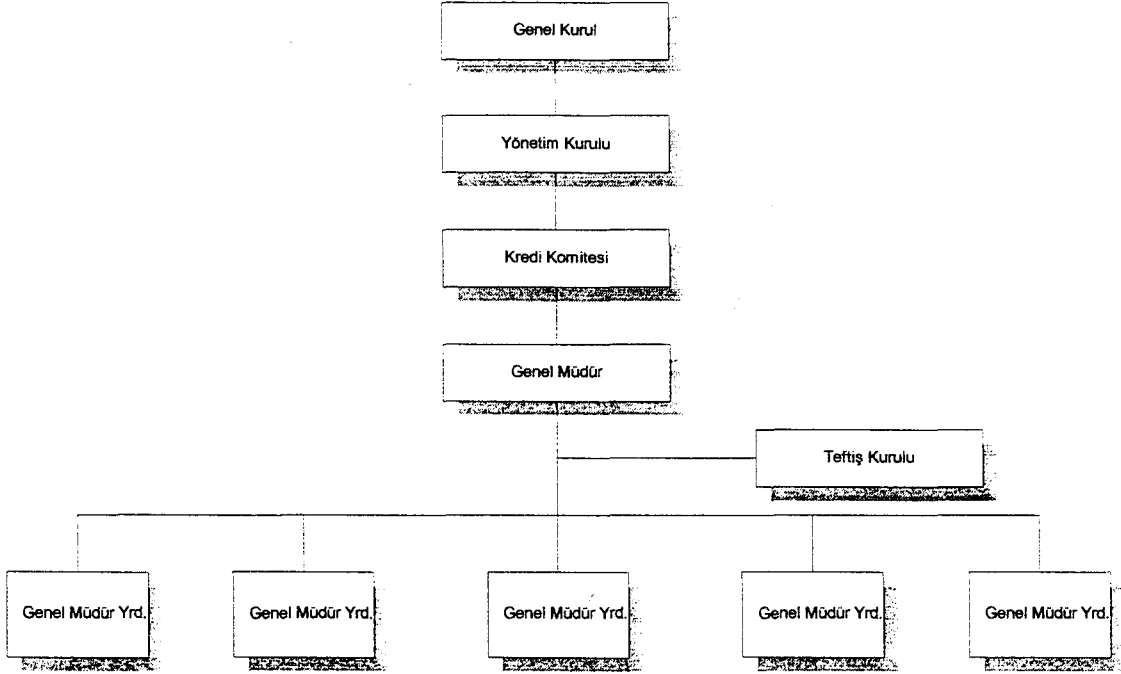 Genel Kurul
Yönetim Kurulu
Kredi Komitesi
Genel Müdür
Teftiş Kurulu
Genel Müdür Yrd.
Genel Müdür Yrd.
Genel Müdür Yrd.
Genel Müdür Yrd.
Genel Müdür Yrd.